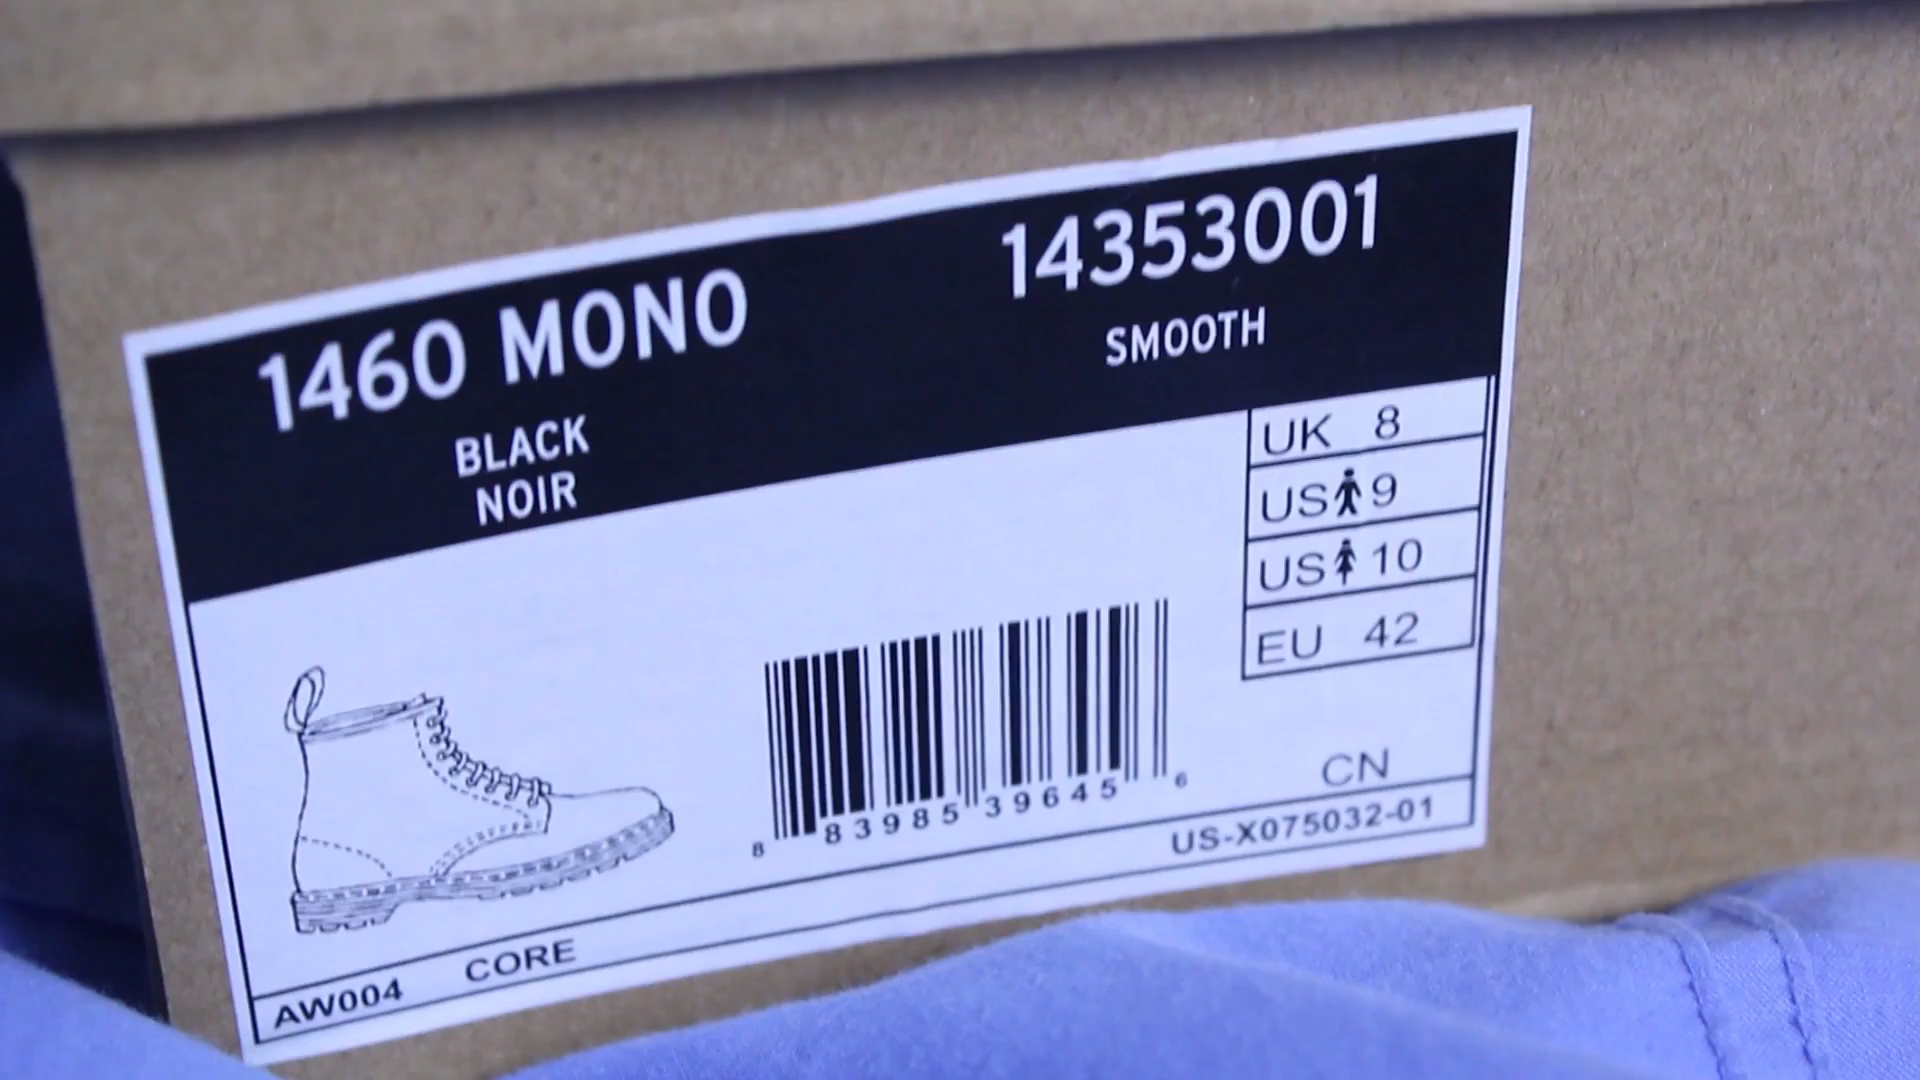 1460 MONO
14353001
BLACK
NOIR
SMOOTH
UK 8
US 9
US 10
EU 42
8 83985 39645 6
CN
US-X075032-01
AW004 CORE